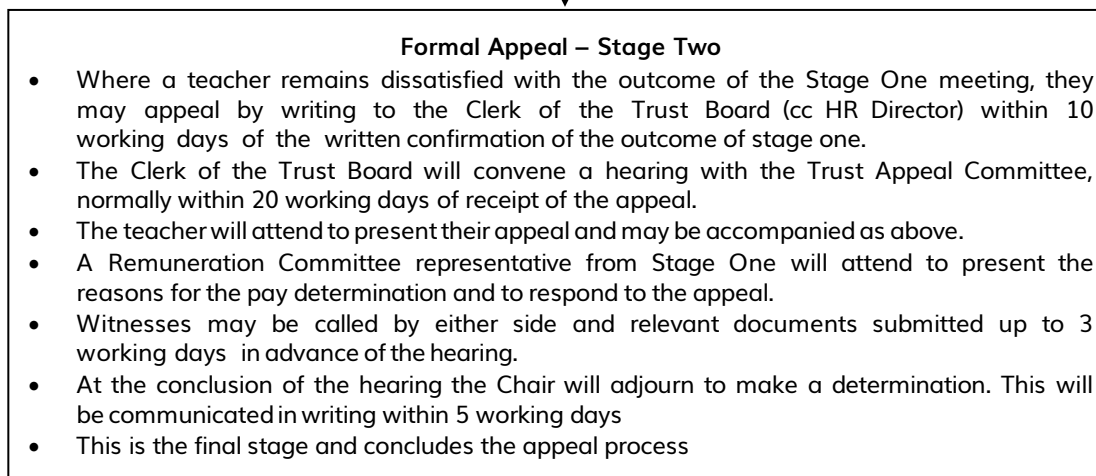 Formal Appeal – Stage Two
• Where a teacher remains dissatisfied with the outcome of the Stage One meeting, they
may appeal by writing to the Clerk of the Trust Board (cc HR Director) within 10
working days of the written confirmation of the outcome of stage one.
• The Clerk of the Trust Board will convene a hearing with the Trust Appeal Committee,
normally within 20 working days of receipt of the appeal.
• The teacher will attend to present their appeal and may be accompanied as above.
• A Remuneration Committee representative from Stage One will attend to present the
reasons for the pay determination and to respond to the appeal.
• Witnesses may be called by either side and relevant documents submitted up to 3
working days in advance of the hearing.
• At the conclusion of the hearing the Chair will adjourn to make a determination. This will
be communicated in writing within 5 working days
• This is the final stage and concludes the appeal process